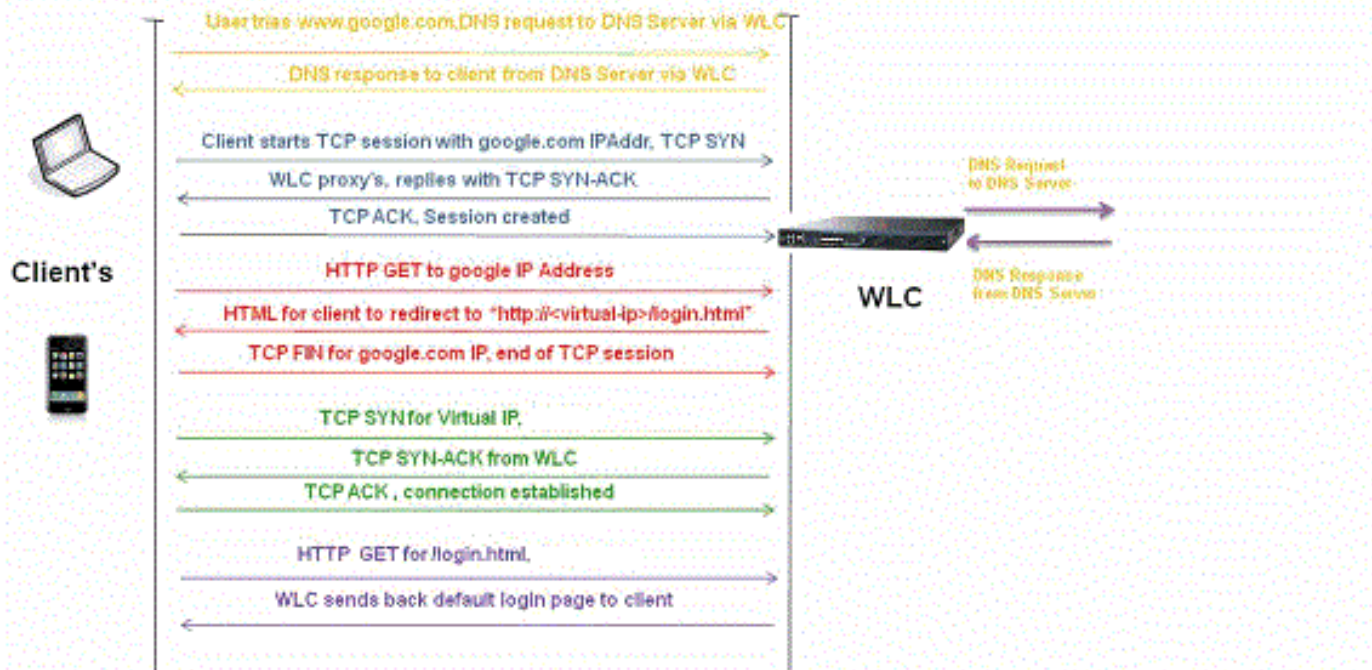 User tries www.google.com,DNS request to DNS Server via WLC
DNS response to client from DNS Server via WLC
Client starts TCP session with google.com IPAddr, TCP SYN
WLC proxy's, replies with TCP SYN-ACK
TCP ACK, Session created
DNS Request
to DNS Server
Client's
HTTP GET to google IP Address
DNS Response
from DNS Server
WLC
HTML for client to redirect to "http://<virtual-ip>/login.html"
TCP FIN for google.com IP, end of TCP session
TCP SYN for Virtual IP,
TCP SYN-ACK from WLC
TCP ACK , connection established
HTTP GET for /login.html,
WLC sends back default login page to client